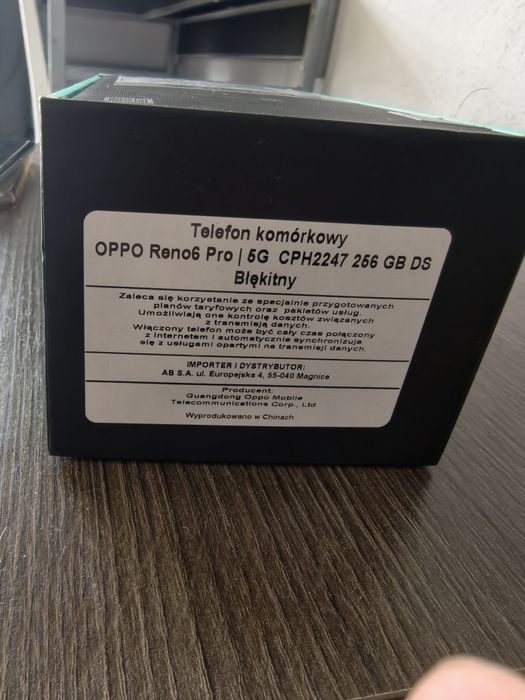 Telefon komórkowy
OPPO Reno6 Pro | 5G CPH2247 256 GB DS
Błękitny
Zaleca się korzystanie ze specjalnie przygotowanych
planów taryfowych oraz pakietów usług.
Umożliwiają one kontrolę kosztów związanych
z transmisją danych.
Włączony telefon może być cały czas połączony
z internetem i automatycznie synchronizuje
się z usługami opartymi na transmisji danych.
IMPORTER I DYSTRYBUTOR:
AB S.A. ul. Europejska 4, 55-040 Magnice
Producent:
Guangdong Oppo Mobile
Telecommunications Corp., Ltd
Wyprodukowano w Chinach